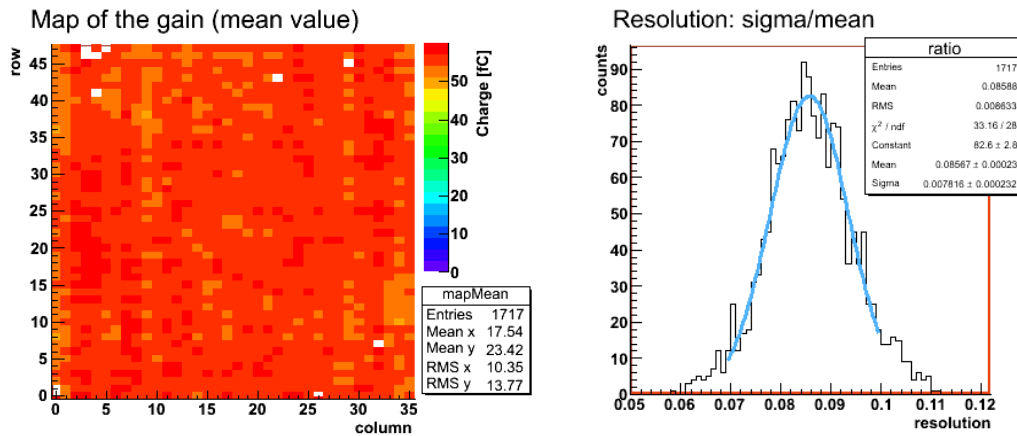 Map of the gain (mean value)
row
45
40
35
30
25
20
15
10
5
0
0 5 10 15 20 25 30 35
column
50
40
30
20
10
0
Charge [fC]
mapMean
Entries 1717
Mean x 17.54
Mean y 23.42
RMS x 10.35
RMS y 13.77
Resolution: sigma/mean
counts
90
80
70
60
50
40
30
20
10
0
0.05 0.06 0.07 0.08 0.09 0.1 0.11 0.12
resolution
ratio
Entries 1717
Mean 0.08588
RMS 0.008633
χ² / ndf 33.16 / 28
Constant 82.6 ± 2.8
Mean 0.08567 ± 0.00023
Sigma 0.007816 ± 0.000232